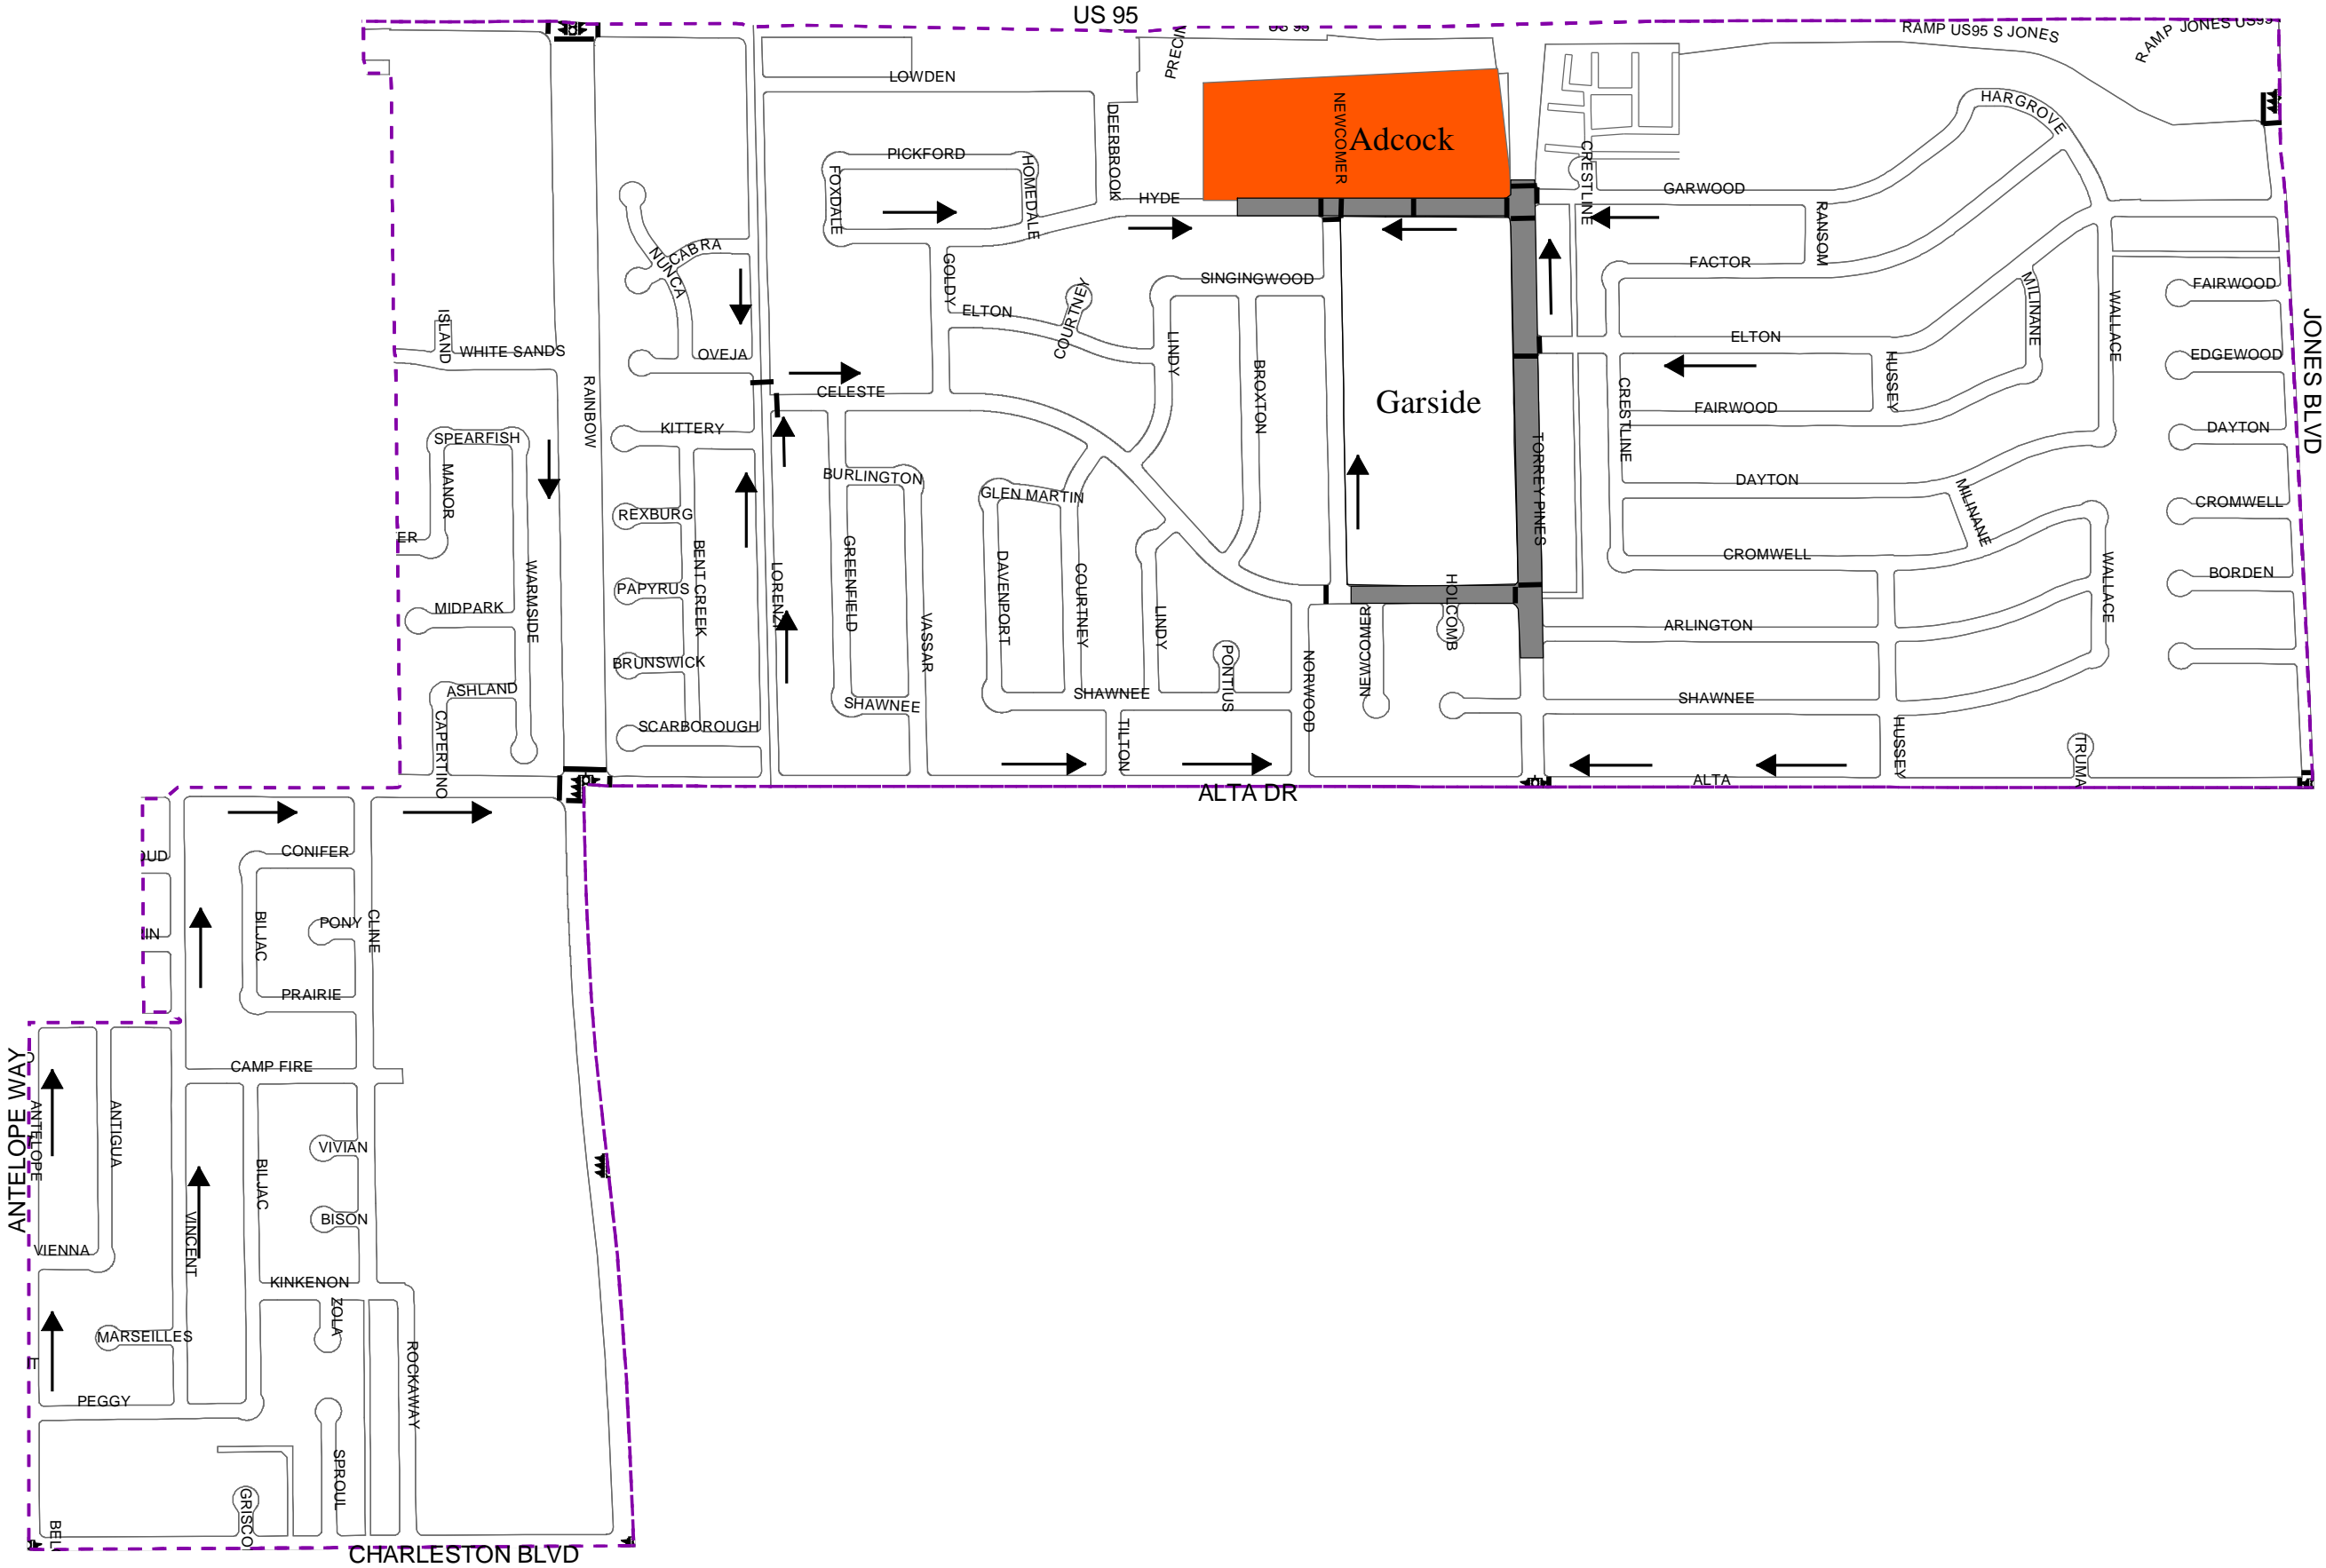 US 95
RAMP US95 S JONES
RAMP JONES US95
LOWDEN
DEERBROOK
NEWCOMER
Adcock
HARGROVE
PICKFORD
FOXDALE
HOMEDALE
HYDE
CRESTLINE
GARWOOD
RANSOM
NUNCA
CABRA
GOLDY
SINGINGWOOD
FACTOR
MILINANE
WALLACE
FAIRWOOD
ISLAND
WHITE SANDS
OVEJA
ELTON
COURTNEY
LINDY
ELTON
EDGEWOOD
JONES BLVD
RAINBOW
CELESTE
BROXTON
Garside
CRESTLINE
HUSSEY
FAIRWOOD
SPEARFISH
KITTERY
TORREY PINES
DAYTON
MANOR
BURLINGTON
GLEN MARTIN
DAYTON
MILINANE
CROMWELL
ER
REXBURG
BENT CREEK
GREENFIELD
CROMWELL
WARMSIDE
PAPYRUS
LORENZI
DAVENPORT
COURTNEY
HOLCOMB
BORDEN
WALLACE
MIDPARK
VASSAR
LINDY
NEWCOMER
ARLINGTON
BRUNSWICK
PONTIUS
NORWOOD
ASHLAND
SHAWNEE
SHAWNEE
SHAWNEE
CAPERTINO
SCARBOROUGH
TILTON
HUSSEY
TRUMA
ALTA
ALTA DR
CONIFER
BILJAC
PONY
CLINE
IN
PRAIRIE
CAMP FIRE
ANTELOPE WAY
ANTELOPE
ANTIGUA
VIVIAN
BILJAC
VINCENT
BISON
VIENNA
KINKENON
ZOLA
MARSEILLES
T
ROCKAWAY
PEGGY
SPROUL
GRISCO
BEL
CHARLESTON BLVD